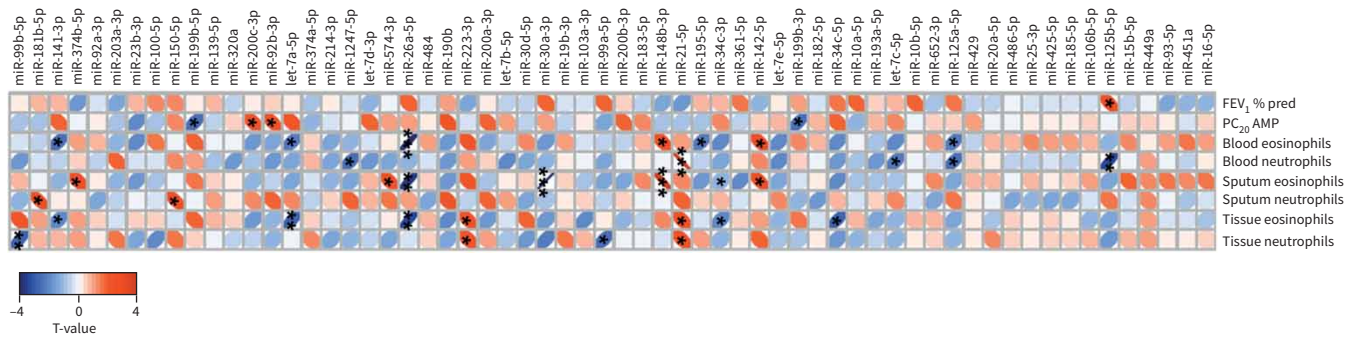 miR-99b-5p
miR-181b-5p
miR-141-3p
miR-374b-5p
miR-92a-3p
miR-203a-3p
miR-23b-3p
miR-100-5p
miR-150-5p
miR-199b-5p
miR-139-5p
miR-320a
miR-200c-3p
miR-92b-3p
let-7a-5p
miR-374a-5p
miR-214-3p
miR-1247-5p
let-7d-3p
miR-574-3p
miR-26a-5p
miR-484
miR-190b
miR-223-3p
miR-200a-3p
let-7b-5p
miR-30d-5p
miR-30a-3p
miR-19b-3p
miR-103a-3p
miR-99a-5p
miR-200b-3p
miR-183-5p
miR-148b-3p
miR-21-5p
miR-195-5p
miR-34c-3p
miR-361-5p
miR-142-5p
let-7e-5p
miR-199b-3p
miR-182-5p
miR-34c-5p
miR-10a-5p
miR-193a-5p
let-7c-5p
miR-10b-5p
miR-652-3p
miR-125a-5p
miR-429
miR-20a-5p
miR-486-5p
miR-25-3p
miR-425-5p
miR-185-5p
miR-106b-5p
miR-125b-5p
miR-15b-5p
miR-449a
miR-93-5p
miR-451a
miR-16-5p
FEV1 % pred
PC20 AMP
Blood eosinophils
Blood neutrophils
Sputum eosinophils
Sputum neutrophils
Tissue eosinophils
Tissue neutrophils
–4 0 4
T-value